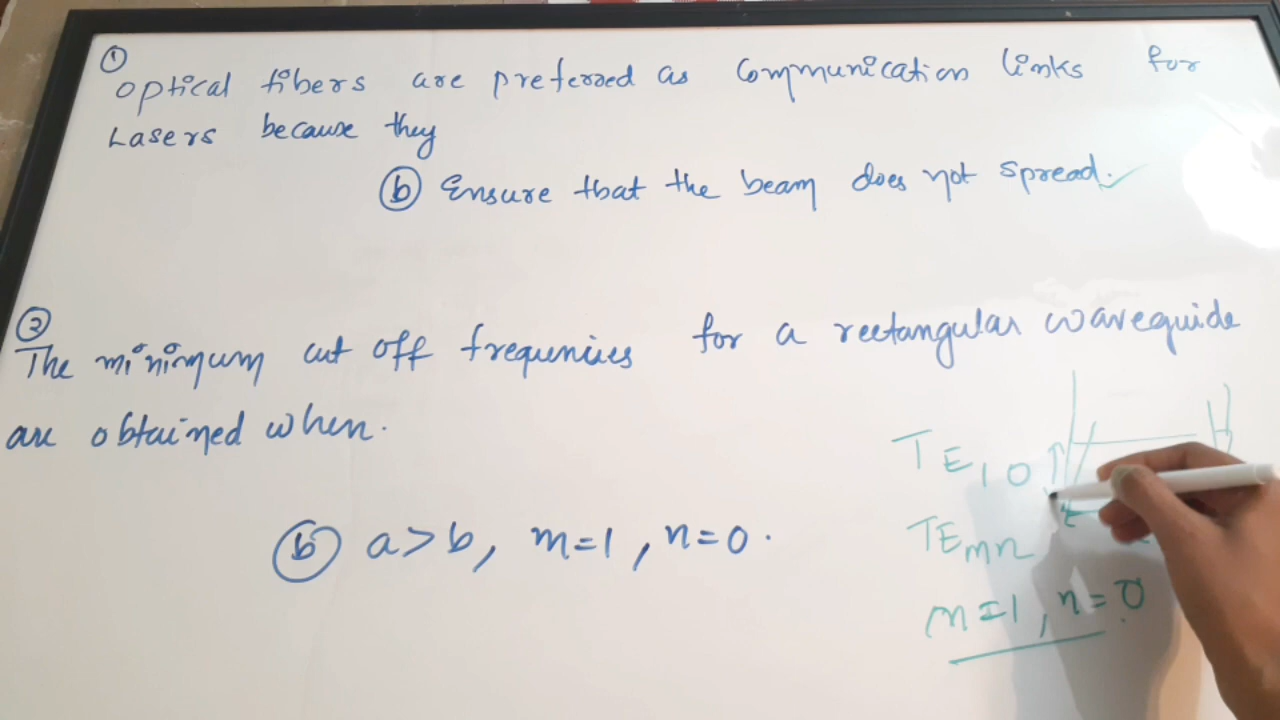 ①
optical fibers are preferred as Communication links for
Lasers because they
ⓑ Ensure that the beam does not spread.
②
The minimum cut off frequencies for a rectangular waveguide
are obtained when.
ⓑ a>b, m=1, n=0.
TE10
TEmn
m=1, n=0